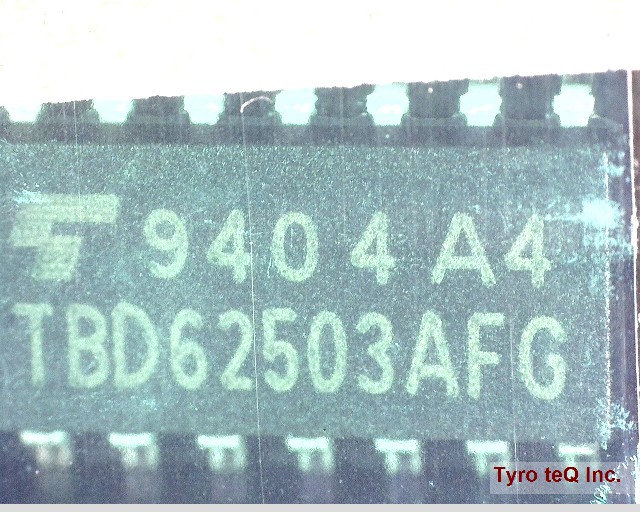 9404 A4
TBD62503AFG
Tyro teQ Inc.